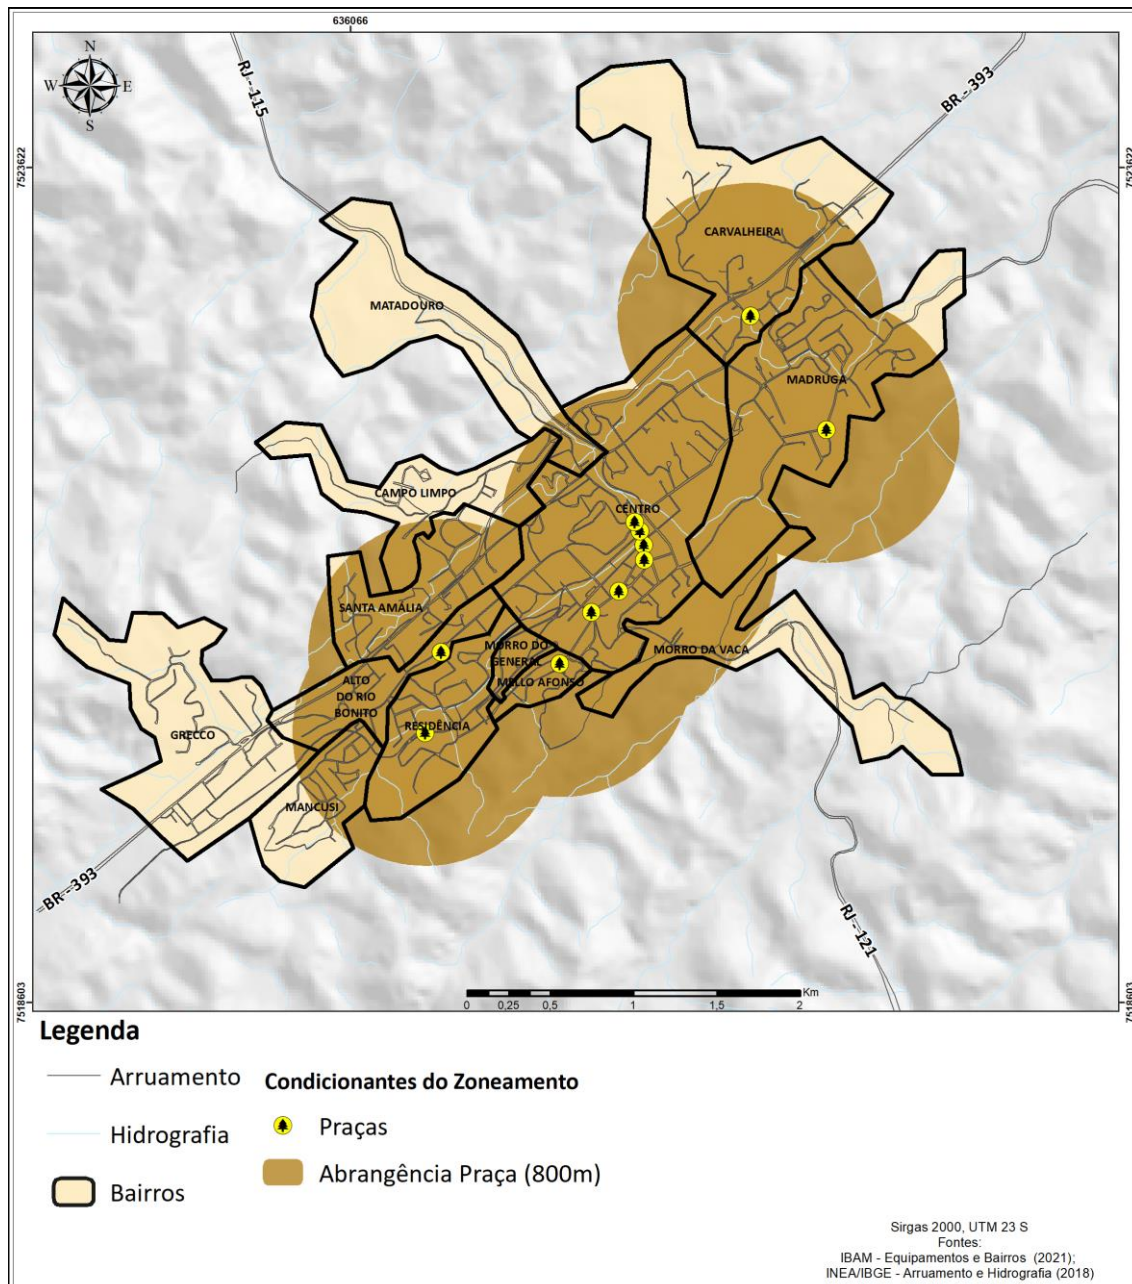 636066
N
W E
S
RJ - 115
BR - 393
7523622
7523622
CARVALHEIRA
MATADOURO
MADRUGA
CAMPO LIMPO
CENTRO
SANTA AMÁLIA
MORRO DO
GENERAL
MORRO DA VACA
MELLO AFONSO
ALTO
DO RIO
BONITO
RESIDÊNCIA
GRECCO
MANCUSI
BR - 393
RJ - 121
7518603
7518603
Km
0 0,25 0,5 1 1,5 2
Legenda
Arruamento
Hidrografia
Bairros
Condicionantes do Zoneamento
Praças
Abrangência Praça (800m)
Sirgas 2000, UTM 23 S
Fontes:
IBAM - Equipamentos e Bairros (2021);
INEA/IBGE - Arruamento e Hidrografia (2018)